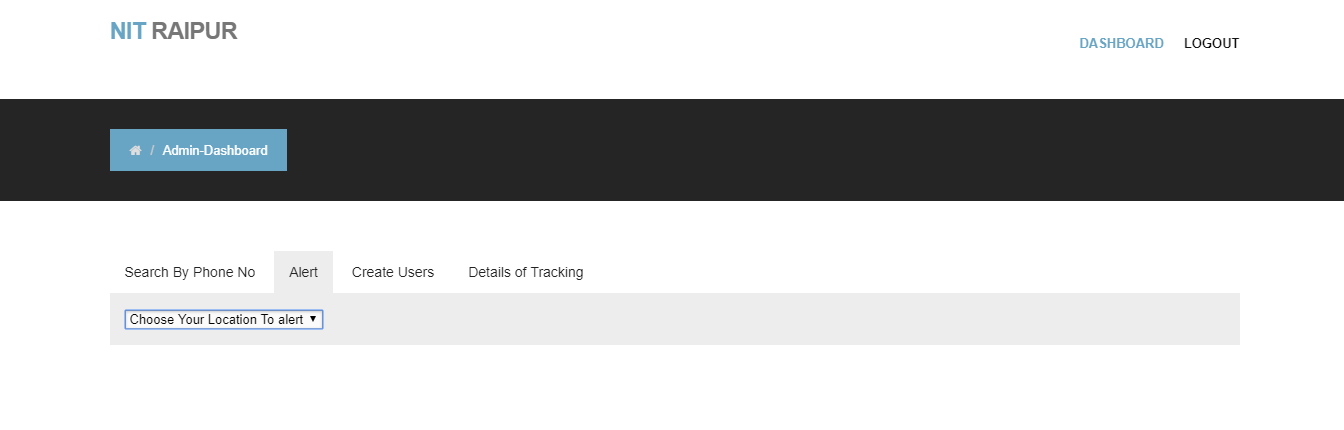 NIT RAIPUR
DASHBOARD LOGOUT
/ Admin-Dashboard
Search By Phone No Alert Create Users Details of Tracking
Choose Your Location To alert